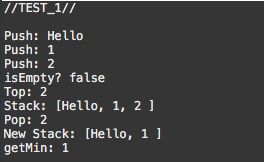 //TEST_1//
Push: Hello
Push: 1
Push: 2
isEmpty? false
Top: 2
Stack: [Hello, 1, 2 ]
Pop: 2
New Stack: [Hello, 1 ]
getMin: 1